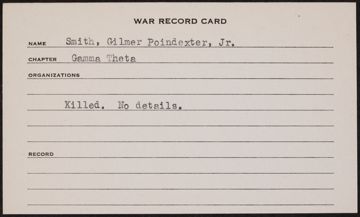 WAR RECORD CARD
NAME Smith, Gilmer Poindexter, Jr.
CHAPTER Gamma Theta
ORGANIZATIONS
Killed. No details.
RECORD